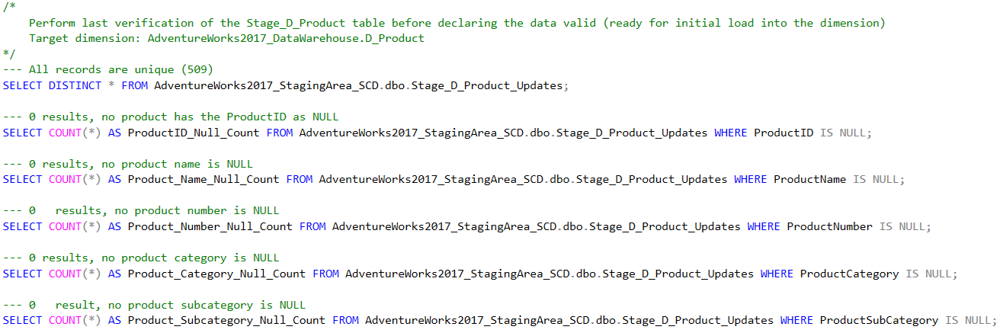 /*
    Perform last verification of the Stage_D_Product table before declaring the data valid (ready for initial load into the dimension)
    Target dimension: AdventureWorks2017_DataWarehouse.D_Product
*/
--- All records are unique (509)
SELECT DISTINCT * FROM AdventureWorks2017_StagingArea_SCD.dbo.Stage_D_Product_Updates;

--- 0 results, no product has the ProductID as NULL
SELECT COUNT(*) AS ProductID_Null_Count FROM AdventureWorks2017_StagingArea_SCD.dbo.Stage_D_Product_Updates WHERE ProductID IS NULL;

--- 0 results, no product name is NULL
SELECT COUNT(*) AS Product_Name_Null_Count FROM AdventureWorks2017_StagingArea_SCD.dbo.Stage_D_Product_Updates WHERE ProductName IS NULL;

--- 0   results, no product number is NULL
SELECT COUNT(*) AS Product_Number_Null_Count FROM AdventureWorks2017_StagingArea_SCD.dbo.Stage_D_Product_Updates WHERE ProductNumber IS NULL;

--- 0 results, no product category is NULL
SELECT COUNT(*) AS Product_Category_Null_Count FROM AdventureWorks2017_StagingArea_SCD.dbo.Stage_D_Product_Updates WHERE ProductCategory IS NULL;

--- 0   result, no product subcategory is NULL
SELECT COUNT(*) AS Product_Subcategory_Null_Count FROM AdventureWorks2017_StagingArea_SCD.dbo.Stage_D_Product_Updates WHERE ProductSubCategory IS NULL;